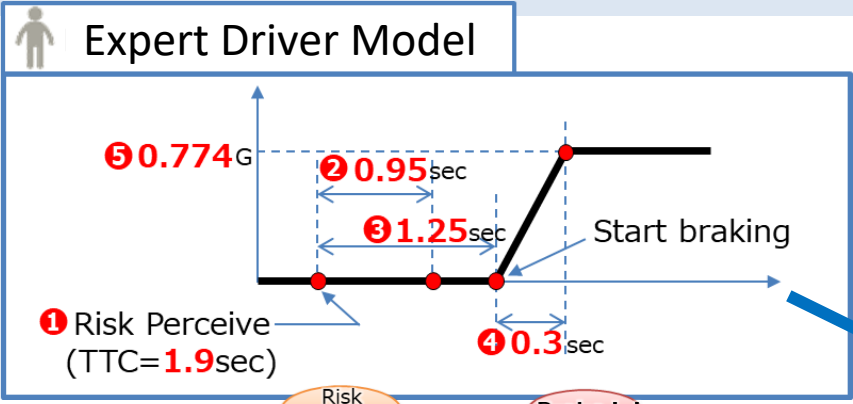 Expert Driver Model
❺0.774G
❷0.95sec
❸1.25sec
Start braking
❶Risk Perceive
(TTC=1.9sec)
❹0.3sec
Risk